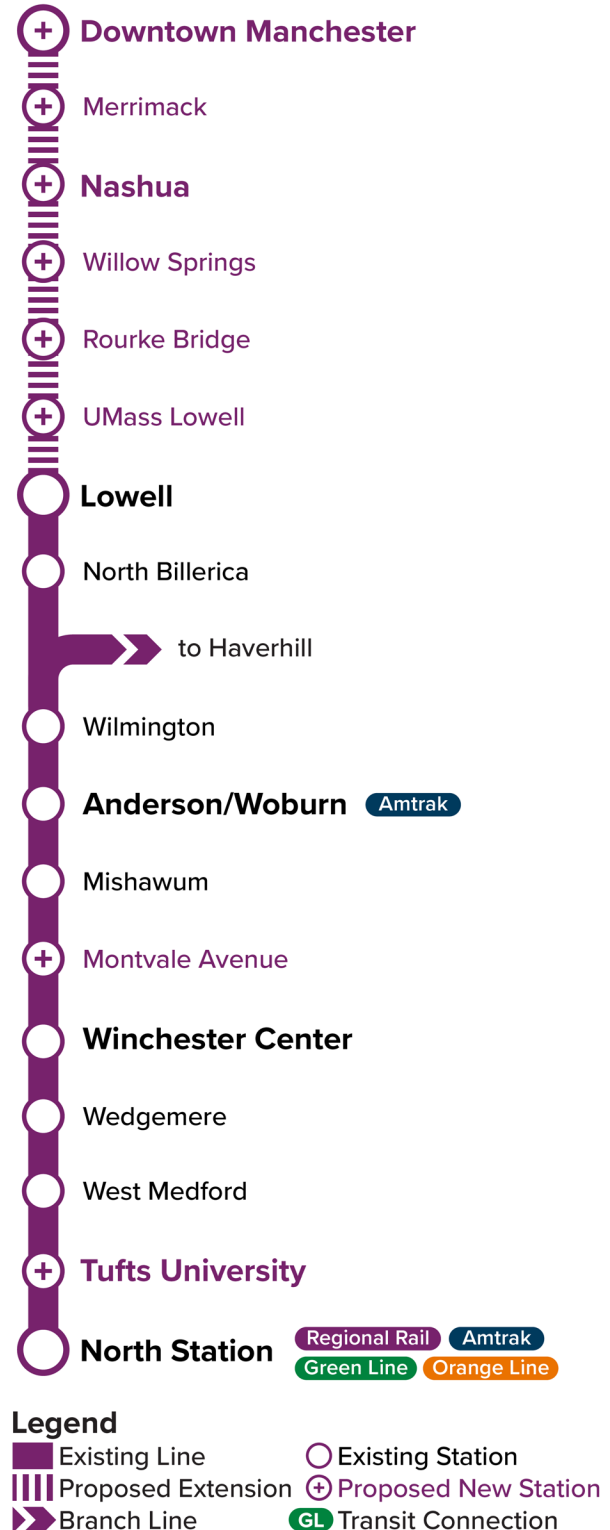 Downtown Manchester
Merrimack
Nashua
Willow Springs
Rourke Bridge
UMass Lowell
Lowell
North Billerica
to Haverhill
Wilmington
Anderson/Woburn Amtrak
Mishawum
Montvale Avenue
Winchester Center
Wedgemere
West Medford
Tufts University
North Station Regional Rail Amtrak
Green Line Orange Line
Legend
Existing Line Existing Station
Proposed Extension Proposed New Station
Branch Line GL Transit Connection